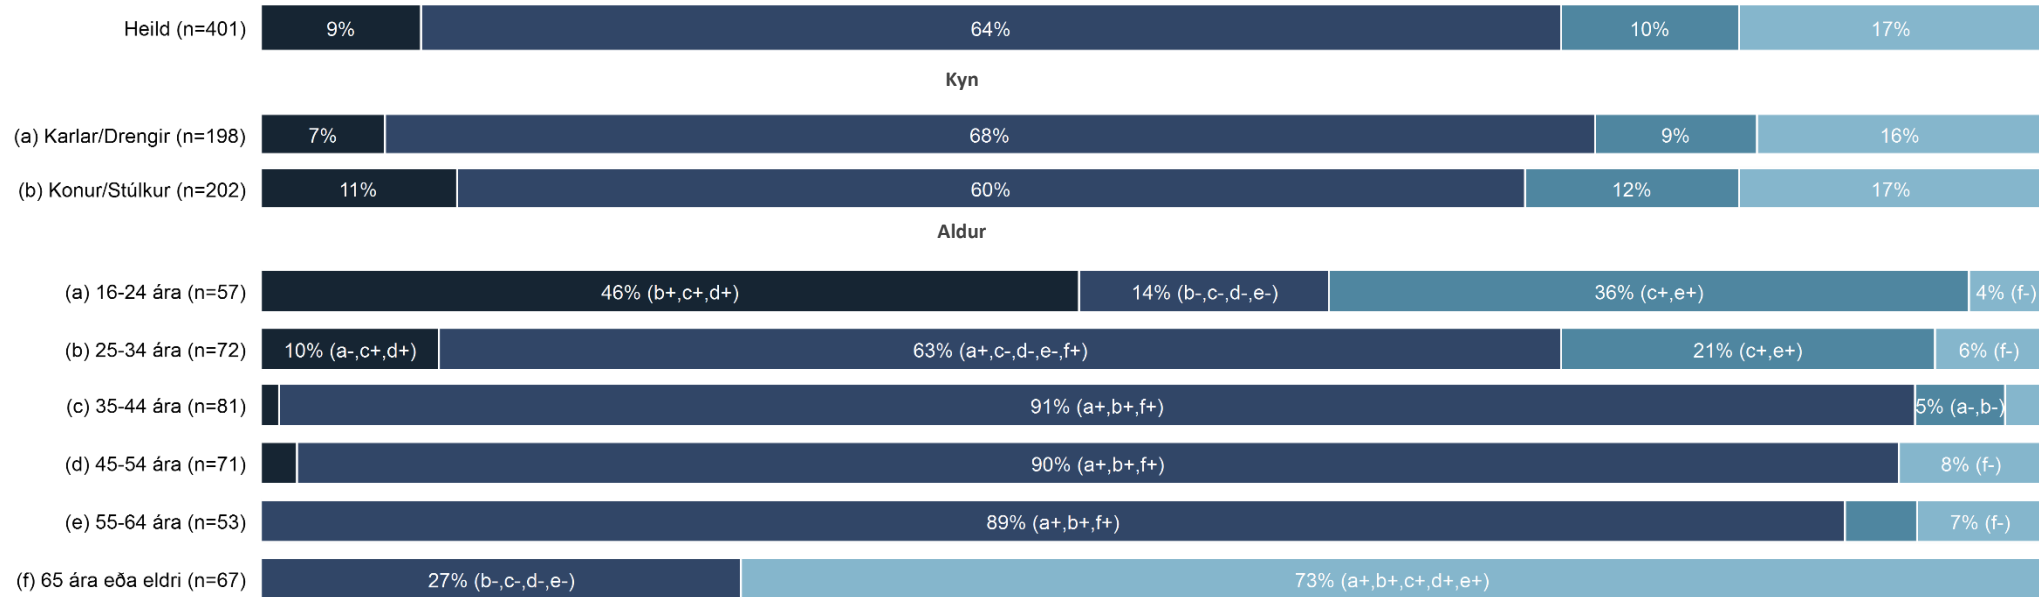 Heild (n=401) 9% 64% 10% 17%
Kyn
(a) Karlar/Drengir (n=198) 7% 68% 9% 16%
(b) Konur/Stúlkur (n=202) 11% 60% 12% 17%
Aldur
(a) 16-24 ára (n=57) 46% (b+,c+,d+) 14% (b-,c-,d-,e-) 36% (c+,e+) 4% (f-)
(b) 25-34 ára (n=72) 10% (a-,c+,d+) 63% (a+,c-,d-,e-,f+) 21% (c+,e+) 6% (f-)
(c) 35-44 ára (n=81) 91% (a+,b+,f+) 5% (a-,b-)
(d) 45-54 ára (n=71) 90% (a+,b+,f+) 8% (f-)
(e) 55-64 ára (n=53) 89% (a+,b+,f+) 7% (f-)
(f) 65 ára eða eldri (n=67) 27% (b-,c-,d-,e-) 73% (a+,b+,c+,d+,e+)